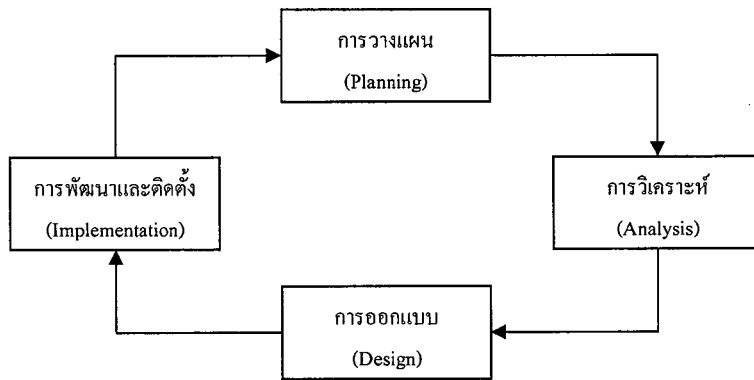 การวางแผน
(Planning)
การวิเคราะห์
(Analysis)
การออกแบบ
(Design)
การพัฒนาและติดตั้ง
(Implementation)